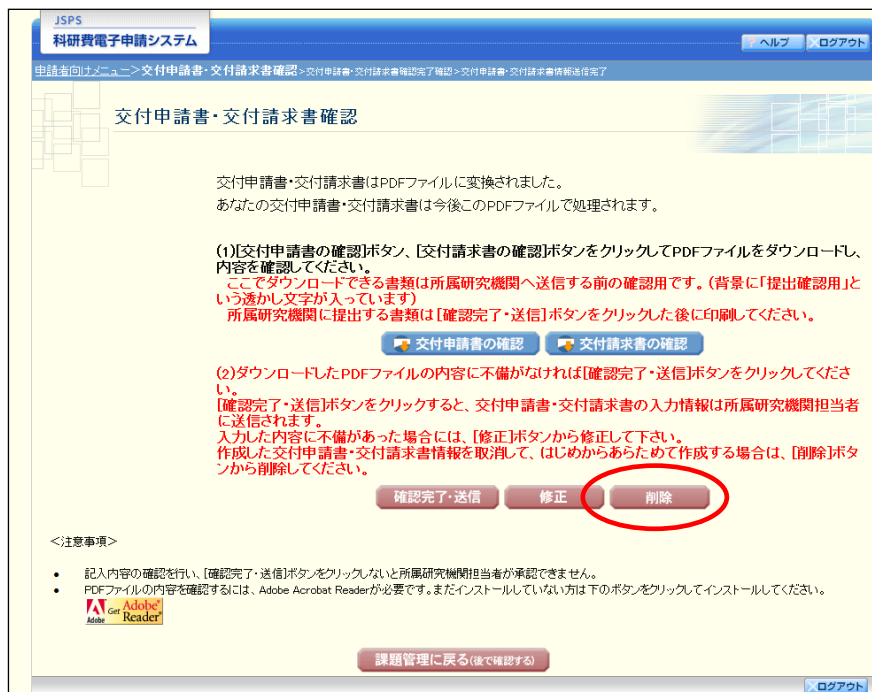 JSPS
科研費電子申請システム
? ヘルプ
×ログアウト
申請者向けメニュー>交付申請書・交付請求書確認>交付申請書・交付請求書確認完了確認>交付申請書・交付請求書情報送信完了
交付申請書・交付請求書確認
交付申請書・交付請求書はPDFファイルに変換されました。
あなたの交付申請書・交付請求書は今後このPDFファイルで処理されます。
(1)[交付申請書の確認]ボタン、[交付請求書の確認]ボタンをクリックしてPDFファイルをダウンロードし、
内容を確認してください。
ここでダウンロードできる書類は所属研究機関へ送信する前の確認用です。(背景に「提出確認用」と
いう透かし文字が入っています)
所属研究機関に提出する書類は[確認完了・送信]ボタンをクリックした後に印刷してください。
交付申請書の確認 交付請求書の確認
(2)ダウンロードしたPDFファイルの内容に不備がなければ[確認完了・送信]ボタンをクリックしてくださ
い。
[確認完了・送信]ボタンをクリックすると、交付申請書・交付請求書の入力情報は所属研究機関担当者
に送信されます。
入力した内容に不備があった場合には、[修正]ボタンから修正して下さい。
作成した交付申請書・交付請求書情報を取消して、はじめからあらためて作成する場合は、[削除]ボタ
ンから削除してください。
確認完了・送信 修正 削除
<注意事項>
• 記入内容の確認を行い、[確認完了・送信]ボタンをクリックしないと所属研究機関担当者が承認できません。
• PDFファイルの内容を確認するには、Adobe Acrobat Readerが必要です。まだインストールしていない方は下のボタンをクリックしてインストールしてください。
Adobe Get Adobe® Reader®
課題管理に戻る(後で確認する)
×ログアウト